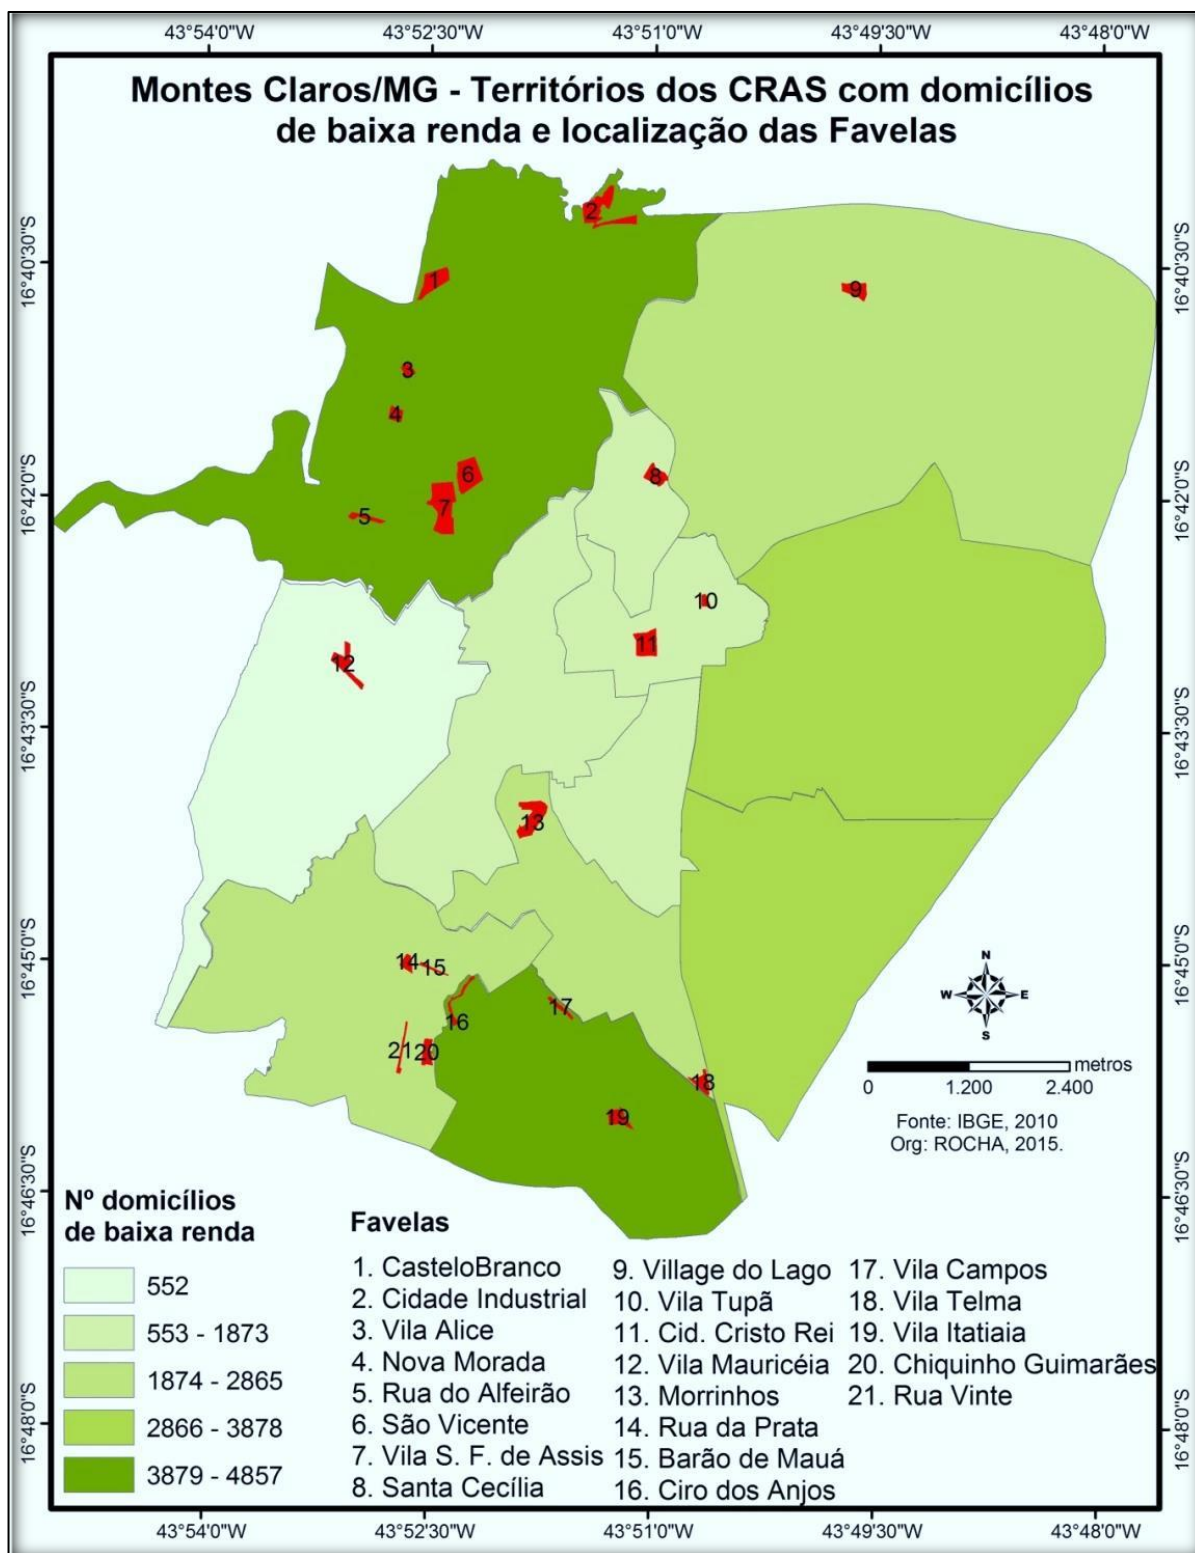 43°54'0"W 43°52'30"W 43°51'0"W 43°49'30"W 43°48'0"W
Montes Claros/MG - Territórios dos CRAS com domicílios
de baixa renda e localização das Favelas
16°40'30"S 16°40'30"S
16°42'0"S 16°42'0"S
16°43'30"S 16°43'30"S
16°45'0"S 16°45'0"S
16°46'30"S 16°46'30"S
16°48'0"S 16°48'0"S
2
1
9
3
4
6
8
7
5
10
11
12
13
14
15
17
16
21
20
18
19
N
W E
S
metros
0 1.200 2.400
Fonte: IBGE, 2010
Org: ROCHA, 2015.
Nº domicílios
de baixa renda
552
553 - 1873
1874 - 2865
2866 - 3878
3879 - 4857
Favelas
1. CasteloBranco
2. Cidade Industrial
3. Vila Alice
4. Nova Morada
5. Rua do Alfeirão
6. São Vicente
7. Vila S. F. de Assis
8. Santa Cecília
9. Village do Lago
10. Vila Tupã
11. Cid. Cristo Rei
12. Vila Mauricéia
13. Morrinhos
14. Rua da Prata
15. Barão de Mauá
16. Ciro dos Anjos
17. Vila Campos
18. Vila Telma
19. Vila Itatiaia
20. Chiquinho Guimarães
21. Rua Vinte
43°54'0"W 43°52'30"W 43°51'0"W 43°49'30"W 43°48'0"W